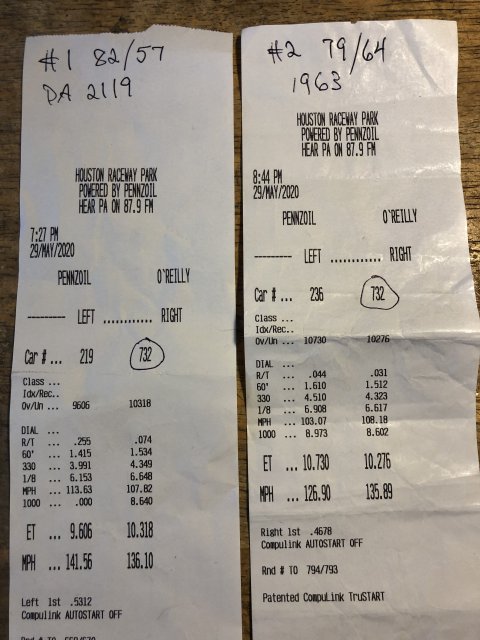 #1 82/57
DA 2119
HOUSTON RACEWAY PARK
POWERED BY PENNZOIL
HEAR PA ON 87.9 FM
7:27 PM
29/MAY/2020
PENNZOIL O'REILLY
--------- LEFT ............ RIGHT
Car # ... 219 732
Class ...
Idx/Rec..
Ov/Un ... 9606 10318
DIAL ...
R/T ... .255 .074
60' ... 1.415 1.534
330 ... 3.991 4.349
1/8 ... 6.153 6.648
MPH ... 113.63 107.82
1000 ... .000 8.640
ET ... 9.606 10.318
MPH ... 141.56 136.10
Left 1st .5312
Compulink AUTOSTART OFF
#2 79/64
1963
HOUSTON RACEWAY PARK
POWERED BY PENNZOIL
HEAR PA ON 87.9 FM
8:44 PM
29/MAY/2020
PENNZOIL O'REILLY
--------- LEFT ............ RIGHT
Car # ... 236 732
Class ...
Idx/Rec..
Ov/Un ... 10730 10276
DIAL ...
R/T ... .044 .031
60' ... 1.610 1.512
330 ... 4.510 4.323
1/8 ... 6.908 6.617
MPH ... 103.07 108.18
1000 ... 8.973 8.602
ET ... 10.730 10.276
MPH ... 126.90 135.89
Right 1st .4678
Compulink AUTOSTART OFF
Rnd # TO 794/793
Patented CompuLink TruSTART